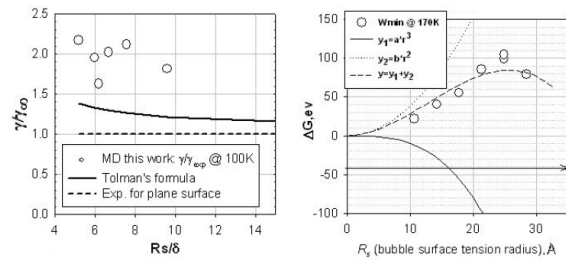 γ/γ∞
2.5
2.0
1.5
1.0
0.5
0.0
MD this work: γ/γexp @ 100K
Tolman's formula
Exp. for plane surface
4
6
8
10
12
14
Rs/δ
ΔG, ev
150
100
50
0
-50
-100
Wmin @ 170K
y₁=a*r³
y₂=b*r²
y=y₁+y₂
0
10
20
30
Rs (bubble surface tension radius), Å